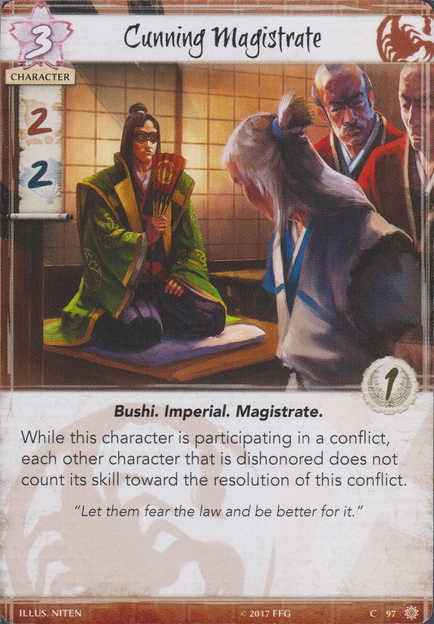 3
Cunning Magistrate
CHARACTER
2
2
1
Bushi. Imperial. Magistrate.
While this character is participating in a conflict,
each other character that is dishonored does not
count its skill toward the resolution of this conflict.
“Let them fear the law and be better for it.”
ILLUS. NITEN © 2017 FFG C 97